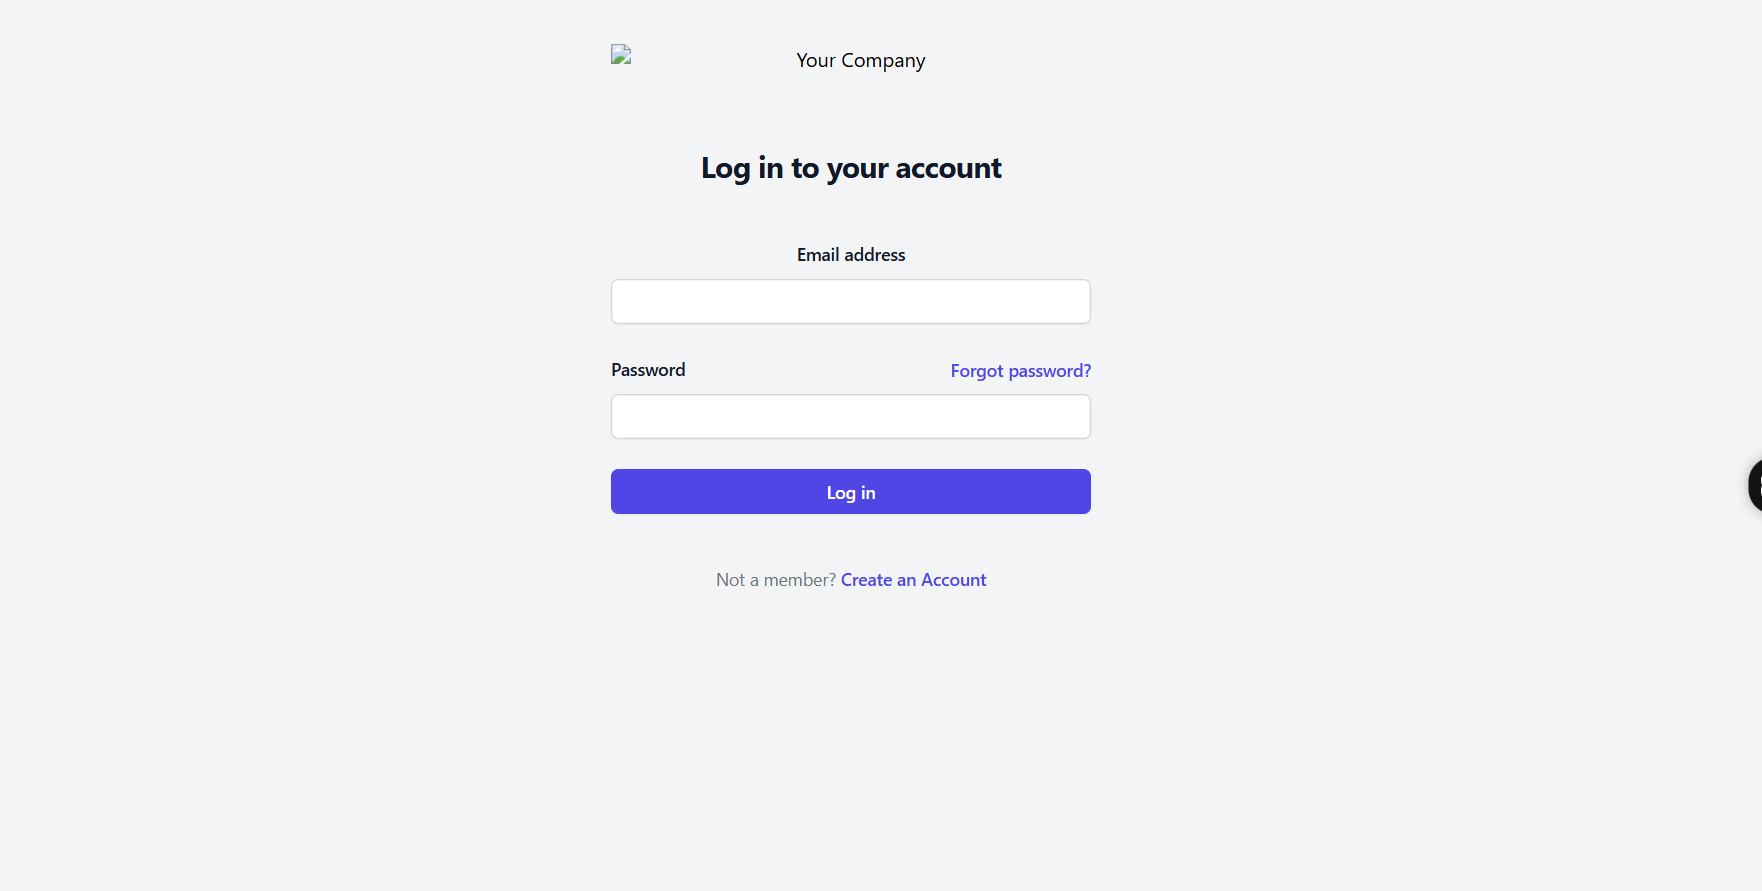 Your Company
Log in to your account
Email address
Password Forgot password?
Log in
Not a member? Create an Account